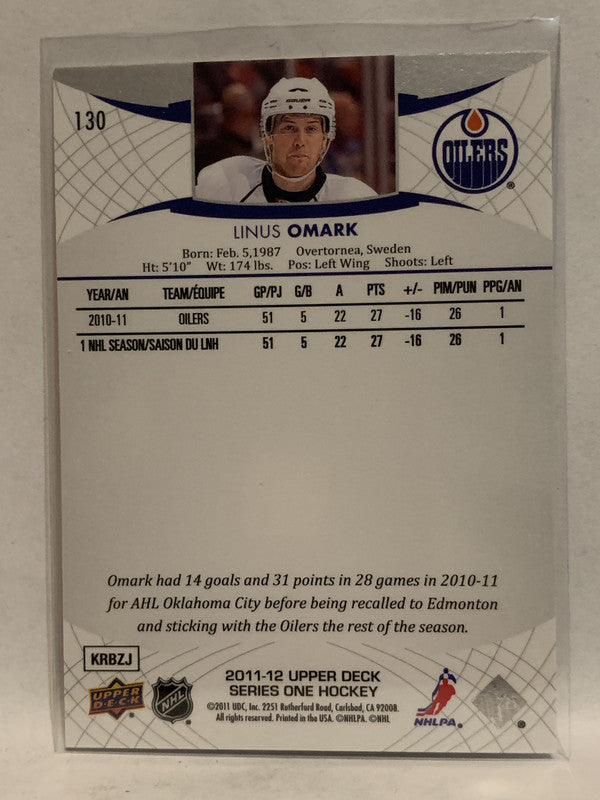 130
BAUER
OILERS
®
LINUS OMARK
Born: Feb. 5,1987 Overtornea, Sweden
Ht: 5'10" Wt: 174 lbs. Pos: Left Wing Shoots: Left
YEAR/AN TEAM/ÉQUIPE GP/PJ G/B A PTS +/- PIM/PUN PPG/AN
2010-11 OILERS 51 5 22 27 -16 26 1
1 NHL SEASON/SAISON DU LNH 51 5 22 27 -16 26 1
Omark had 14 goals and 31 points in 28 games in 2010-11
for AHL Oklahoma City before being recalled to Edmonton
and sticking with the Oilers the rest of the season.
KRBZJ
UPPER DECK
NHL
2011-12 UPPER DECK
SERIES ONE HOCKEY
©2011 UDC, Inc. 2251 Rutherford Road, Carlsbad, CA 92008.
All rights reserved. Printed in the USA. ©NHLPA. ©NHL
NHLPA.